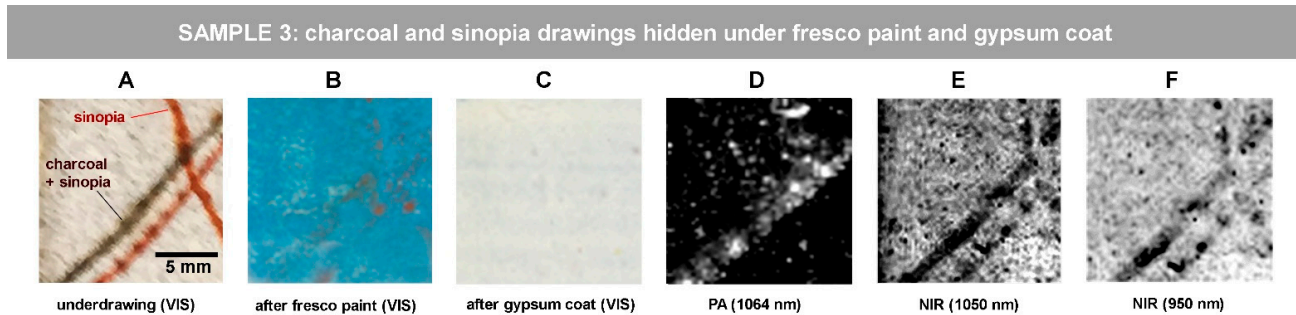 SAMPLE 3: charcoal and sinopia drawings hidden under fresco paint and gypsum coat
A B C D E F
sinopia
charcoal
+ sinopia
5 mm
underdrawing (VIS) after fresco paint (VIS) after gypsum coat (VIS) PA (1064 nm) NIR (1050 nm) NIR (950 nm)